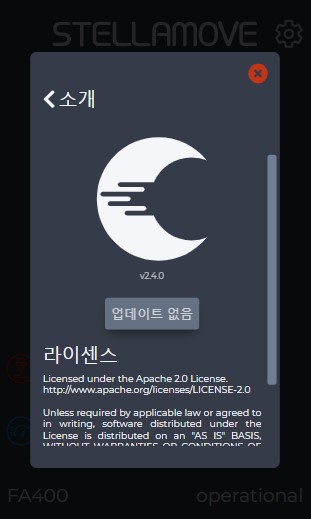 STELLAMOVE
소개
v2.4.0
업데이트 없음
라이센스
Licensed under the Apache 2.0 License.
http://www.apache.org/licenses/LICENSE-2.0
Unless required by applicable law or agreed to
in writing, software distributed under the
License is distributed on an "AS IS" BASIS,
WITHOUT WARRANTIES OR CONDITIONS OF
FA400
operational